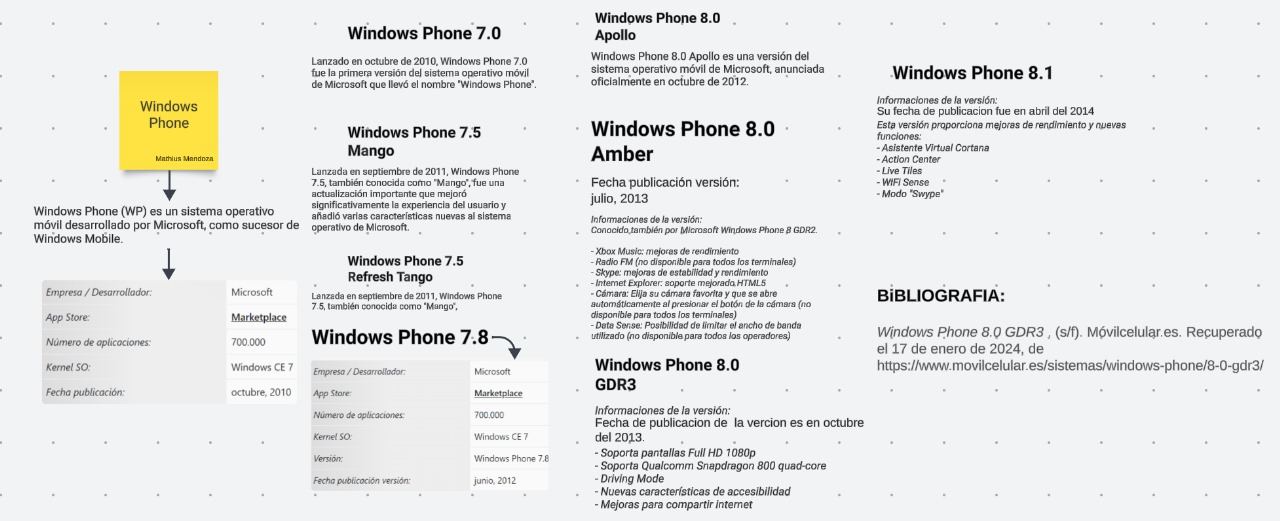 Windows
Phone
Mathius Mendoza
Windows Phone (WP) es un sistema operativo
móvil desarrollado por Microsoft, como sucesor de
Windows Mobile.
Empresa / Desarrollador: Microsoft
App Store: Marketplace
Número de aplicaciones: 700.000
Kernel SO: Windows CE 7
Fecha publicación: octubre, 2010
Windows Phone 7.0
Lanzado en octubre de 2010, Windows Phone 7.0
fue la primera versión del sistema operativo móvil
de Microsoft que llevó el nombre "Windows Phone".
Windows Phone 7.5
Mango
Lanzada en septiembre de 2011, Windows Phone
7.5, también conocida como "Mango", fue una
actualización importante que mejoró
significativamente la experiencia del usuario y
añadió varias características nuevas al sistema
operativo de Microsoft.
Windows Phone 7.5
Refresh Tango
Lanzada en septiembre de 2011, Windows Phone
7.5, también conocida como "Mango",
Windows Phone 7.8
Empresa / Desarrollador: Microsoft
App Store: Marketplace
Número de aplicaciones: 700.000
Kernel SO: Windows CE 7
Versión: Windows Phone 7.8
Fecha publicación versión: junio, 2012
Windows Phone 8.0
Apollo
Windows Phone 8.0 Apollo es una versión del
sistema operativo móvil de Microsoft, anunciada
oficialmente en octubre de 2012.
Windows Phone 8.0
Amber
Fecha publicación versión:
julio, 2013
Informaciones de la versión:
Conocido también por Microsoft Windows Phone 8 GDR2.
- Xbox Music: mejoras de rendimiento
- Radio FM (no disponible para todos los terminales)
- Skype: mejoras de estabilidad y rendimiento
- Internet Explorer: soporte mejorado HTML5
- Cámara: Elija su cámara favorita y que se abre
automáticamente al presionar el botón de la cámara (no
disponible para todos los terminales)
- Data Sense: Posibilidad de limitar el ancho de banda
utilizado (no disponible para todos los operadores)
Windows Phone 8.0
GDR3
Informaciones de la versión:
Fecha de publicacion de la vercion es en octubre
del 2013.
- Soporta pantallas Full HD 1080p
- Soporta Qualcomm Snapdragon 800 quad-core
- Driving Mode
- Nuevas características de accesibilidad
- Mejoras para compartir internet
Windows Phone 8.1
Informaciones de la versión:
Su fecha de publicacion fue en abril del 2014
Esta versión proporciona mejoras de rendimiento y nuevas
funciones:
- Asistente Virtual Cortana
- Action Center
- Live Tiles
- WiFi Sense
- Modo "Swype"
BiBLIOGRAFIA:
Windows Phone 8.0 GDR3 , (s/f). Móvilcelular.es. Recuperado
el 17 de enero de 2024, de
https://www.movilcelular.es/sistemas/windows-phone/8-0-gdr3/